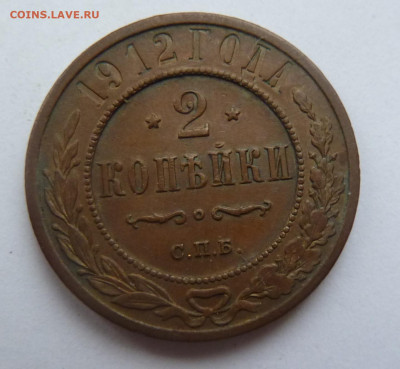 COINS.LAVE.RU
1912 ГОДА
* 2 *
КОПѢЙКИ
С.П.Б.